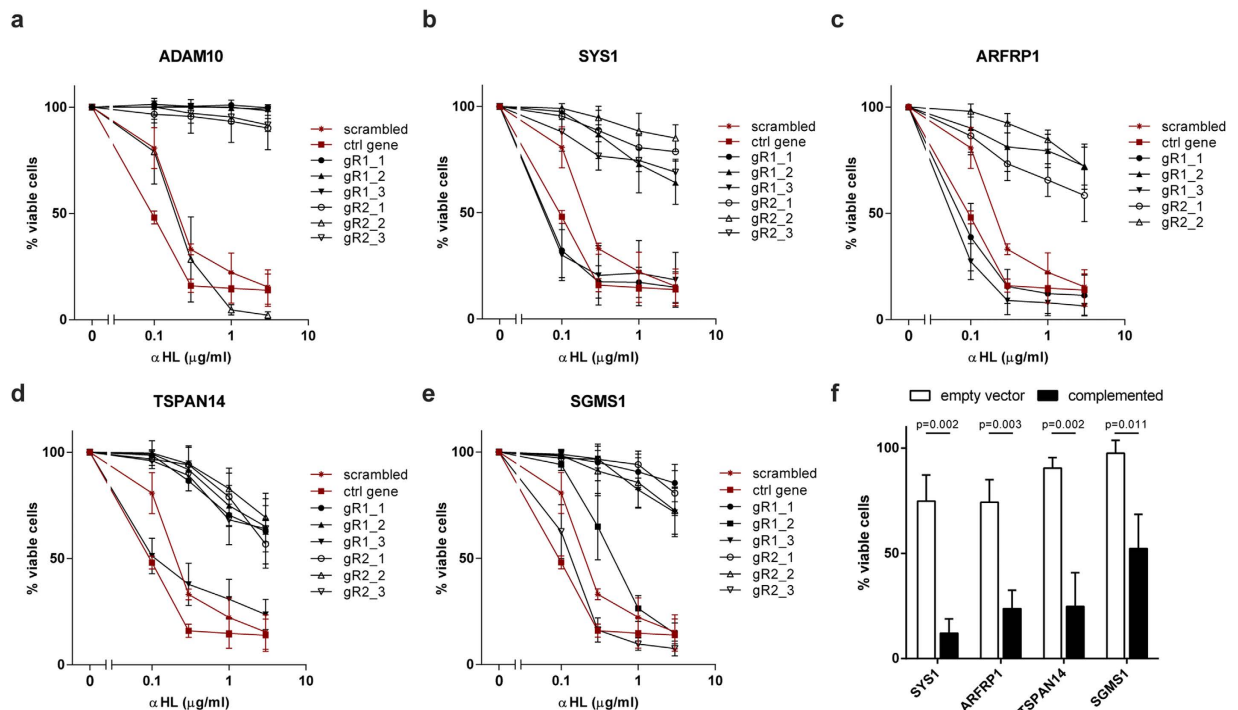 a
ADAM10
% viable cells
100
50
0
0
0.1
1
10
α HL (μg/ml)
scrambled
ctrl gene
gR1_1
gR1_2
gR1_3
gR2_1
gR2_2
gR2_3
b
SYS1
% viable cells
100
50
0
0
0.1
1
10
α HL (μg/ml)
scrambled
ctrl gene
gR1_1
gR1_2
gR1_3
gR2_1
gR2_2
gR2_3
c
ARFRP1
% viable cells
100
50
0
0
0.1
1
10
α HL (μg/ml)
scrambled
ctrl gene
gR1_1
gR1_2
gR1_3
gR2_1
gR2_2
d
TSPAN14
% viable cells
100
50
0
0
0.1
1
10
α HL (μg/ml)
scrambled
ctrl gene
gR1_1
gR1_2
gR1_3
gR2_1
gR2_2
gR2_3
e
SGMS1
% viable cells
100
50
0
0
0.1
1
10
α HL (μg/ml)
scrambled
ctrl gene
gR1_1
gR1_2
gR1_3
gR2_1
gR2_2
gR2_3
f
empty vector
complemented
p=0.002
p=0.003
p=0.002
p=0.011
% viable cells
100
50
0
SYS1
ARFRP1
TSPAN14
SGMS1